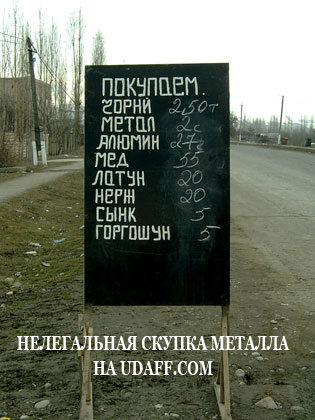 ПОКУПАЕМ.
ЧОРНИ 2,50т
МЕТАЛ 2с
АЛЮМИН 27с
МЕД 55
ЛАТУН 20
НЕРЖ 20
СЫНК 5
ГОРГОШУН 5
НЕЛЕГАЛЬНАЯ СКУПКА МЕТАЛЛА
НА UDAFF.COM